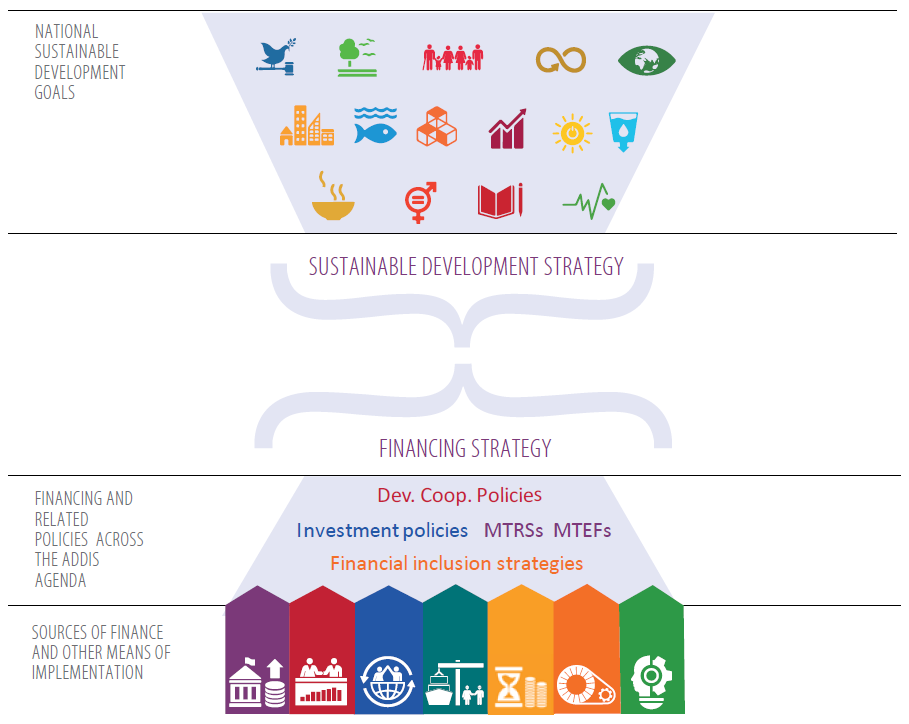 NATIONAL
SUSTAINABLE
DEVELOPMENT
GOALS
SUSTAINABLE DEVELOPMENT STRATEGY
FINANCING STRATEGY
FINANCING AND
RELATED
POLICIES ACROSS
THE ADDIS
AGENDA
Dev. Coop. Policies
Investment policies MTRSs MTEFs
Financial inclusion strategies
SOURCES OF FINANCE
AND OTHER MEANS OF
IMPLEMENTATION